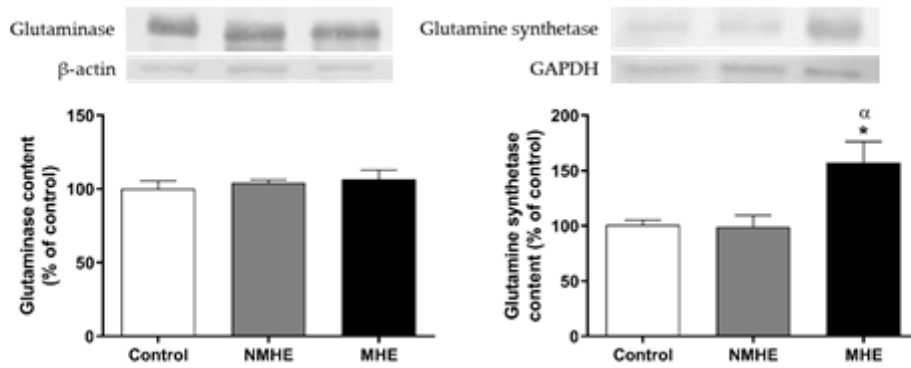 Glutaminase
β-actin
Glutaminase content
(% of control)
150
100
50
0
Control NMHE MHE
Glutamine synthetase
GAPDH
Glutamine synthetase
content (% of control)
200
150
100
50
0
α
*
Control NMHE MHE